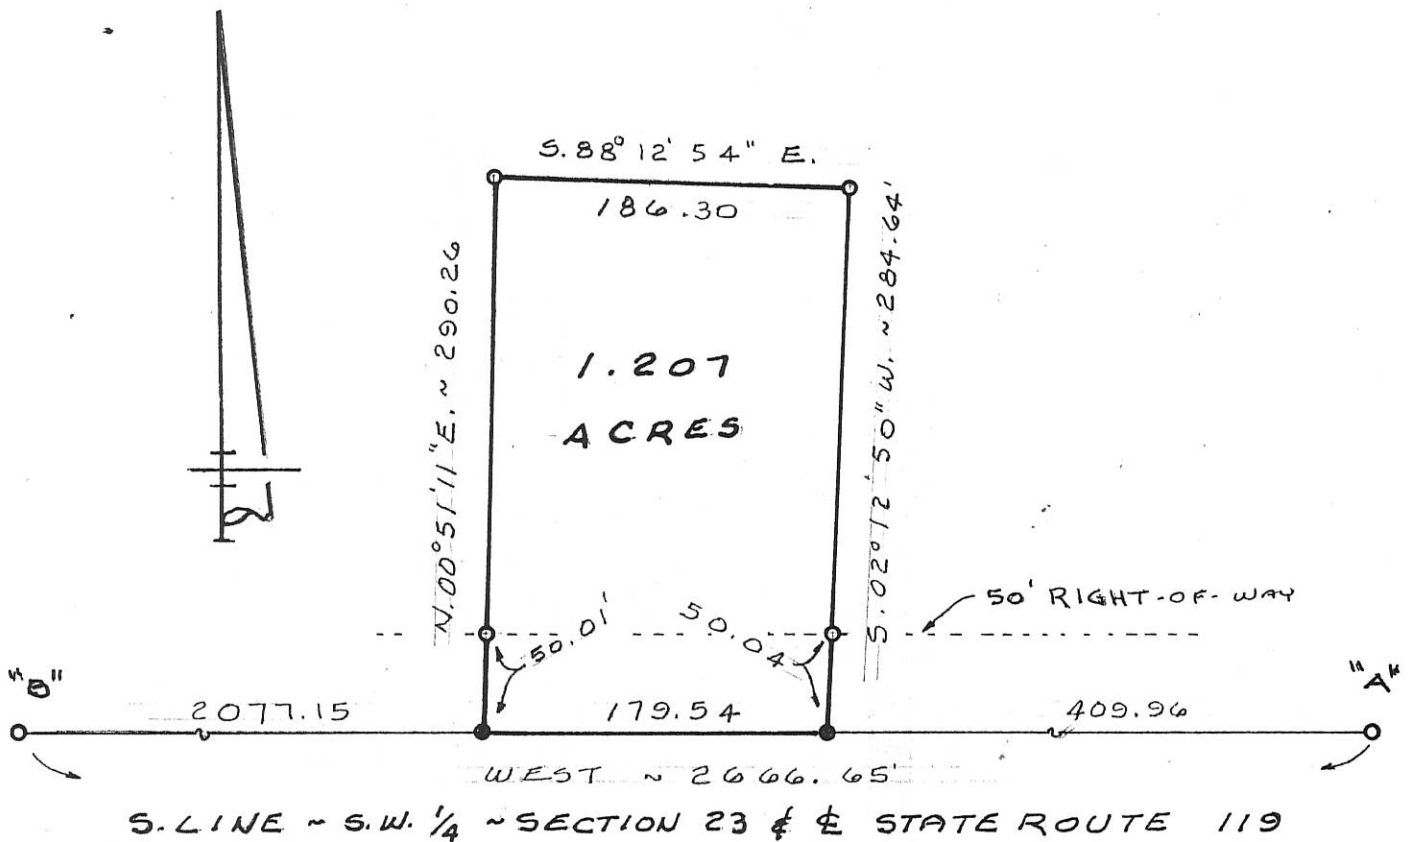 S. 88° 12' 54" E.
186.30
N. 00° 51' 11" E. ~ 290.26
S. 02° 12' 50" W. ~ 284.64'
1.207
ACRES
50' RIGHT-OF-WAY
50.01'
50.04
"B"
"A"
2077.15
179.54
409.96
WEST ~ 2666.65'
S. LINE ~ S.W. 1/4 ~ SECTION 23 & ℄ STATE ROUTE 119